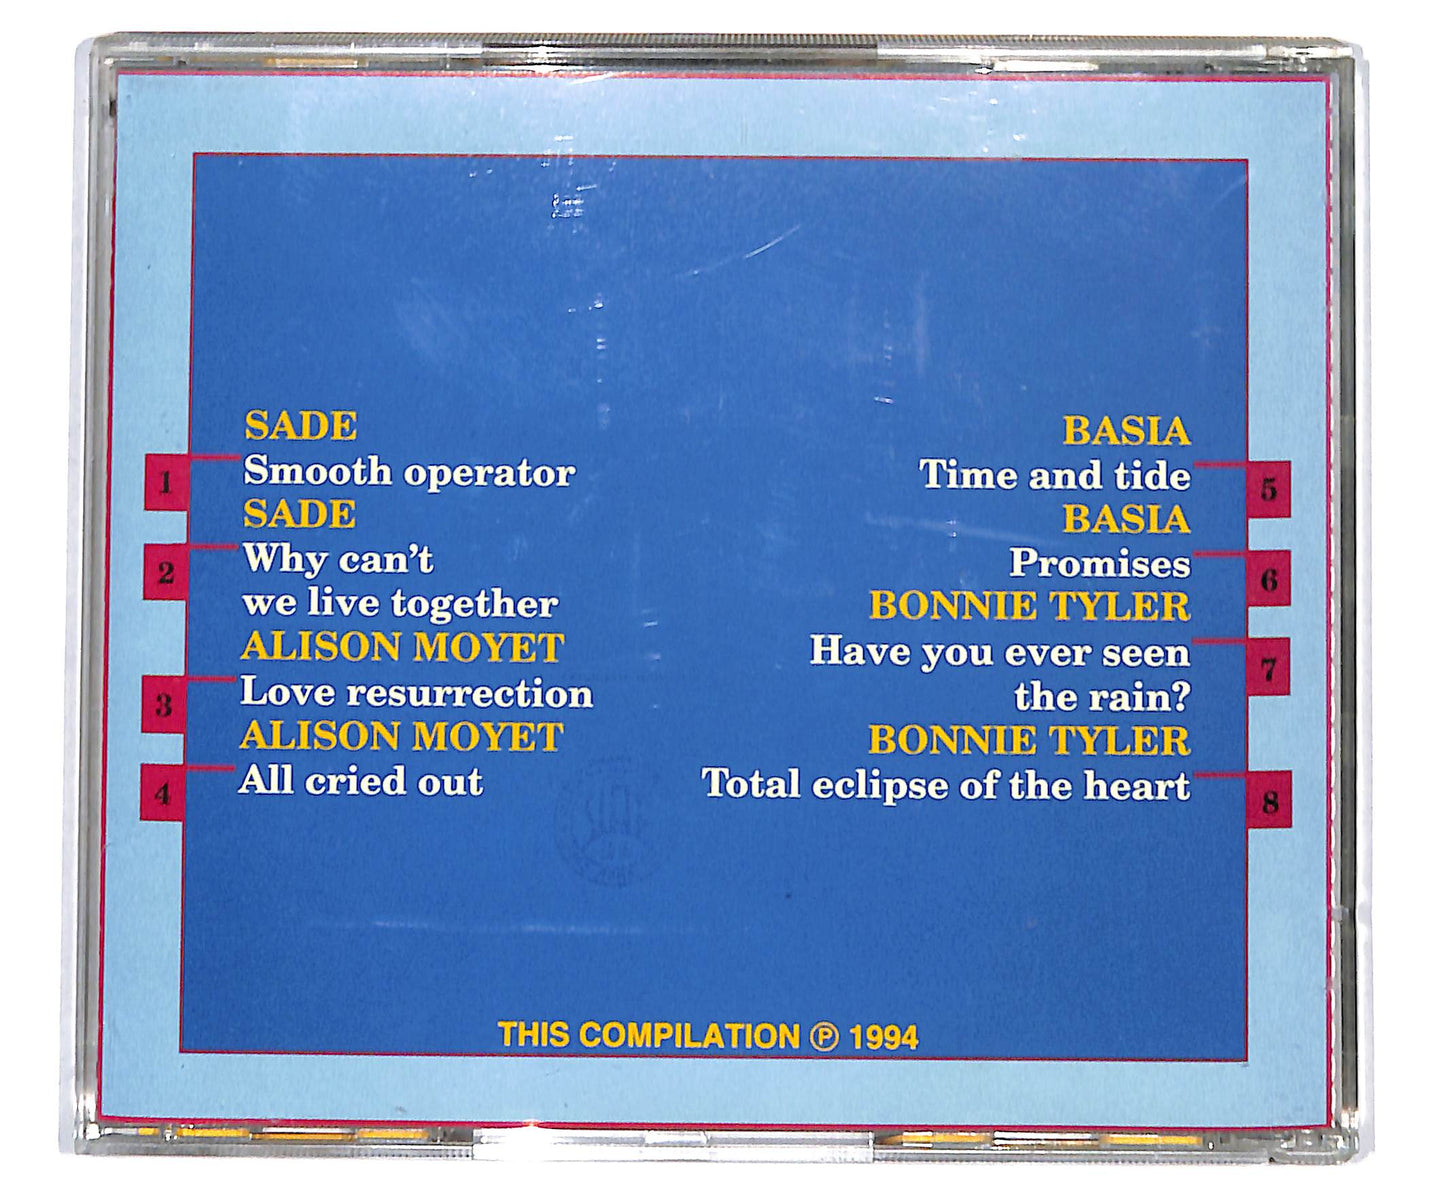 SADE
1 Smooth operator
SADE
2 Why can't
we live together
ALISON MOYET
3 Love resurrection
ALISON MOYET
4 All cried out
BASIA
Time and tide 5
BASIA
Promises 6
BONNIE TYLER
Have you ever seen 7
the rain?
BONNIE TYLER
Total eclipse of the heart 8
THIS COMPILATION Ⓟ 1994